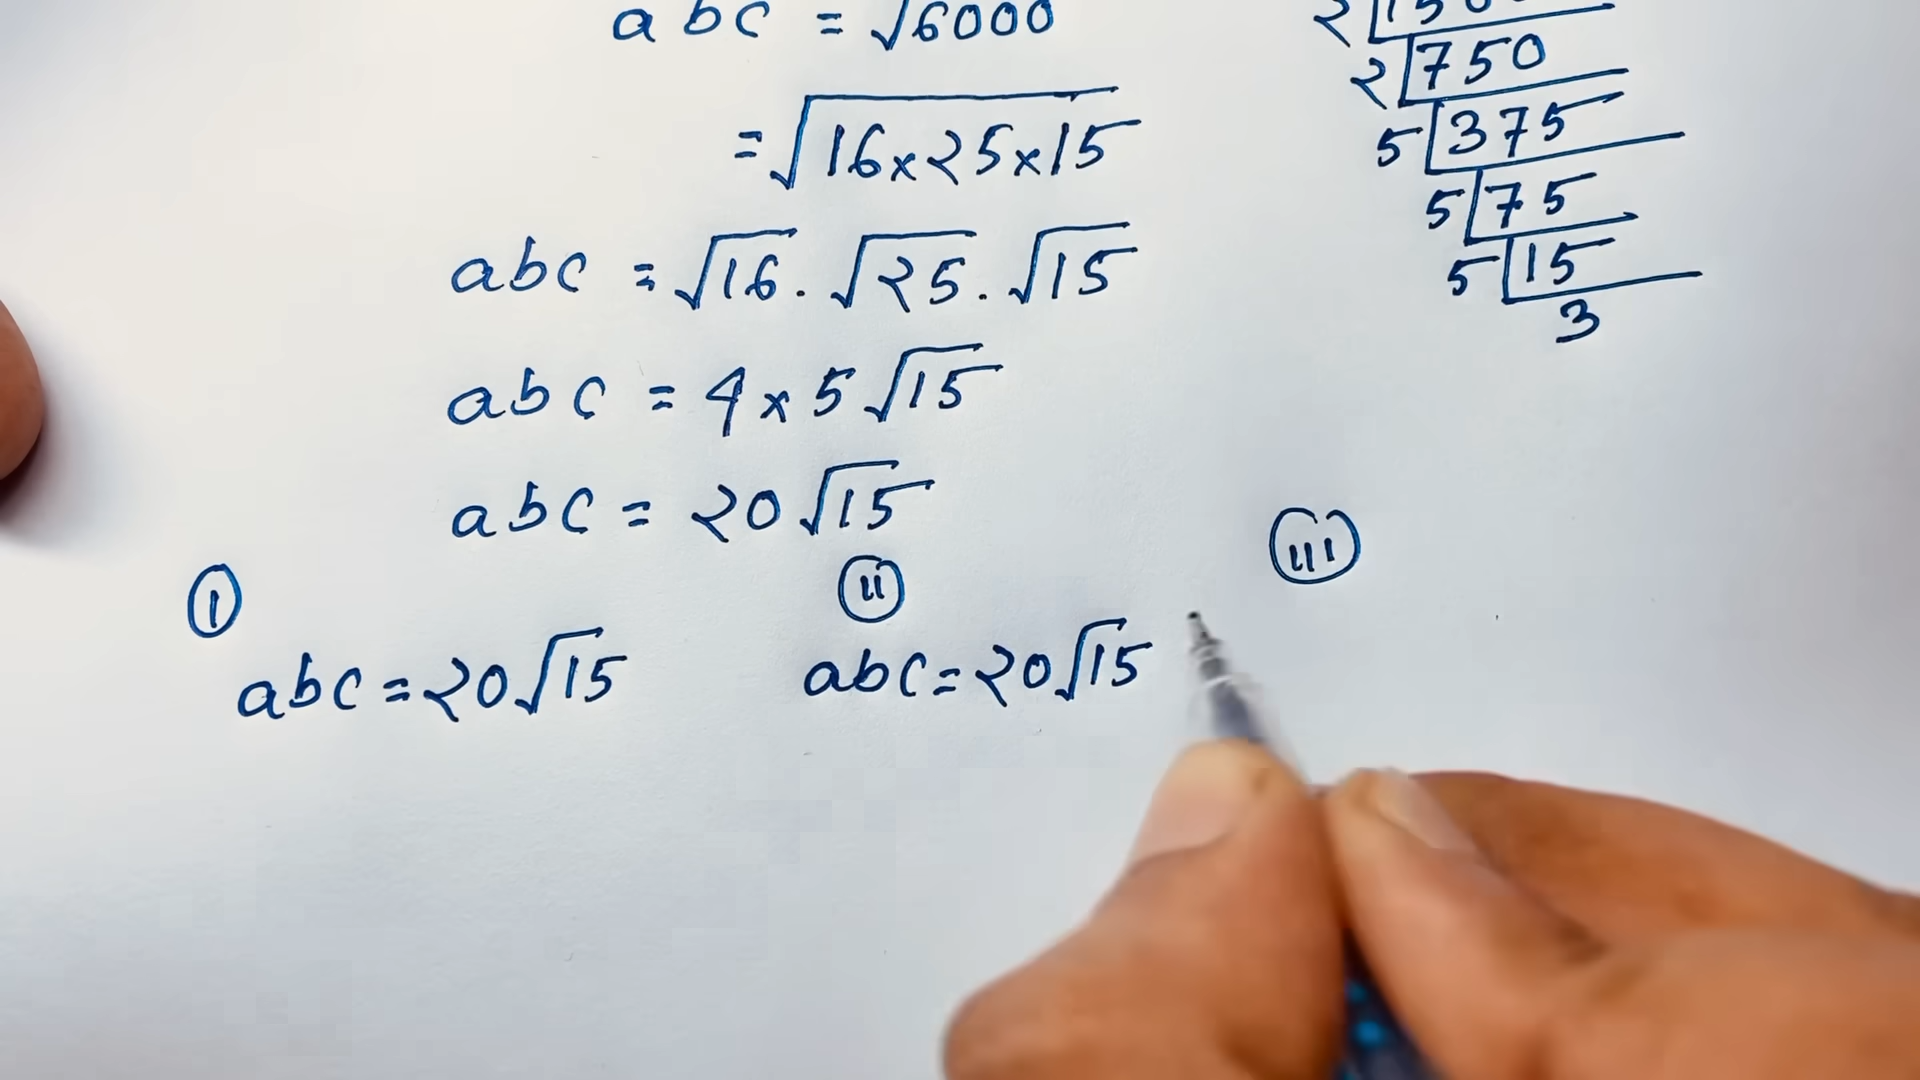 abc = √6000
= √16×25×15
abc = √16 . √25 . √15
abc = 4×5√15
abc = 20√15
2 750
5 375
5 75
5 15
3
(i) (ii) (iii)
abc = 20√15 abc = 20√15